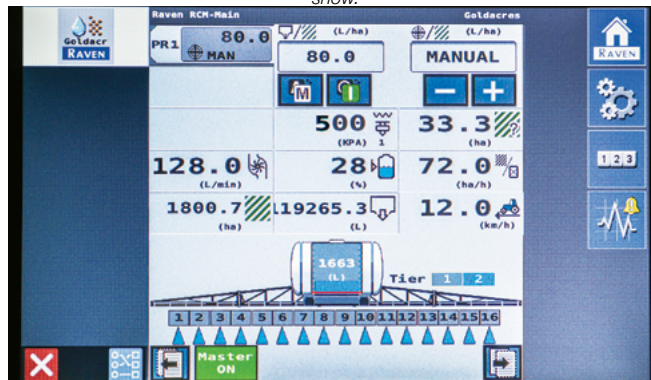 show.
Raven RCM-Main Goldacres
Goldacr
RAVEN
PR1 80.0
MAN
(L/ha)
80.0
(L/ha)
MANUAL
M
- +
RAVEN
500
(KPA) 1
33.3
?
(ha)
128.0
(L/min)
28
(%)
72.0
(ha/h)
1 2 3
1800.7
(ha)
119265.3
(L)
12.0
(km/h)
1663
(L)
Tier 1 2
1 2 3 4 5 6 7 8 9 10 11 12 13 14 15 16
Master
ON